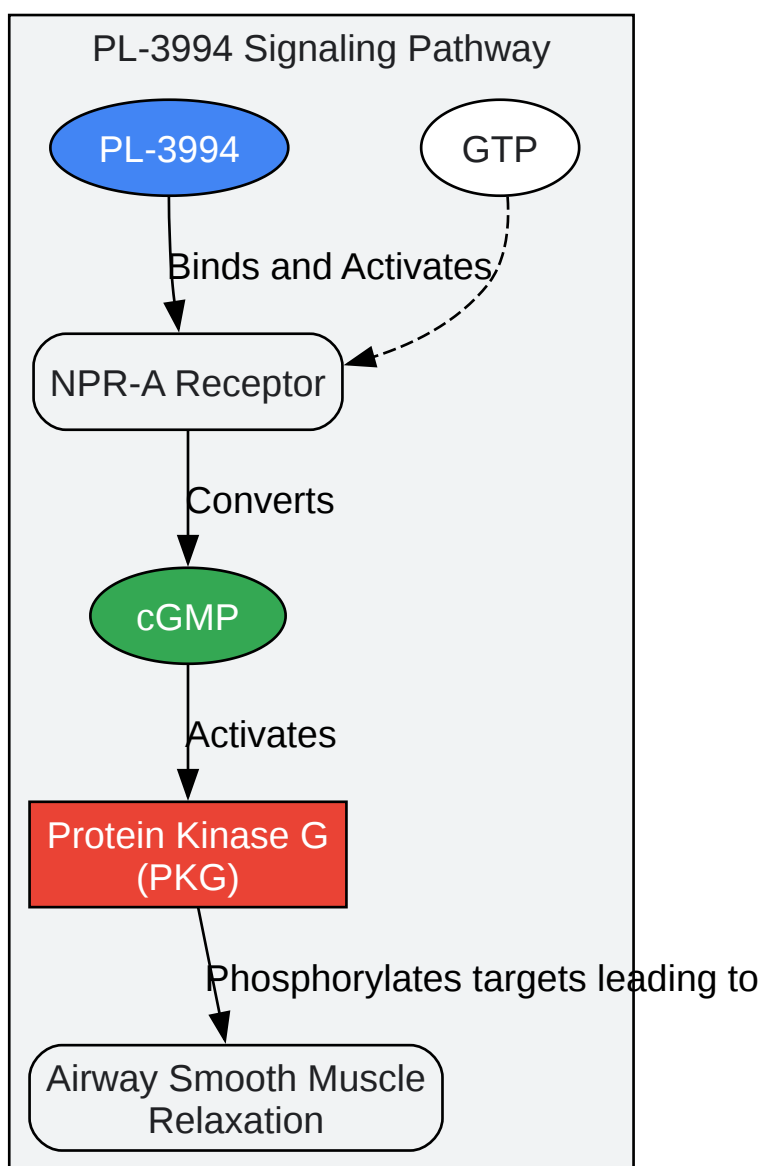 PL-3994 Signaling Pathway
PL-3994
GTP
Binds and Activates
NPR-A Receptor
Converts
cGMP
Activates
Protein Kinase G
(PKG)
Phosphorylates targets leading to
Airway Smooth Muscle
Relaxation